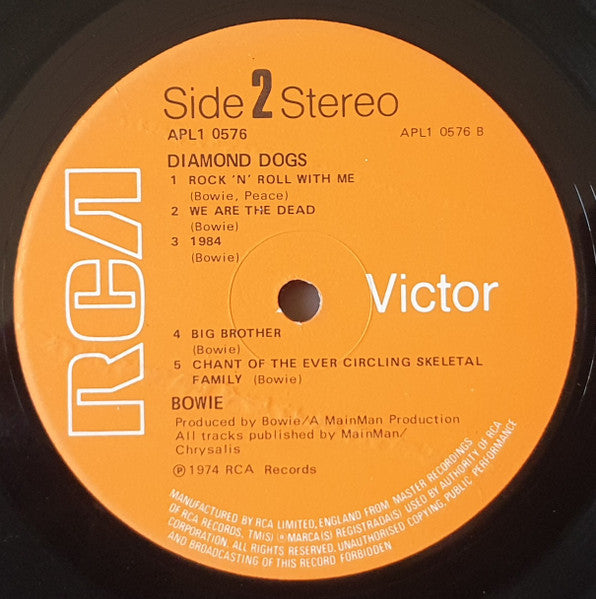 Side 2 Stereo
APL1 0576
APL1 0576 B
DIAMOND DOGS
1 ROCK 'N' ROLL WITH ME
(Bowie, Peace)
2 WE ARE THE DEAD
(Bowie)
3 1984
(Bowie)
RCA
Victor
4 BIG BROTHER
(Bowie)
5 CHANT OF THE EVER CIRCLING SKELETAL
FAMILY (Bowie)
BOWIE
Produced by Bowie/A MainMan Production
All tracks published by MainMan/
Chrysalis
℗ 1974 RCA Records
MANUFACTURED BY RCA LIMITED, ENGLAND FROM MASTER RECORDINGS
OF RCA RECORDS, TM(S) ® MARCA(S) REGISTRADA(S) USED BY AUTHORITY OF RCA
CORPORATION. ALL RIGHTS RESERVED. UNAUTHORISED COPYING, PUBLIC PERFORMANCE
AND BROADCASTING OF THIS RECORD FORBIDDEN